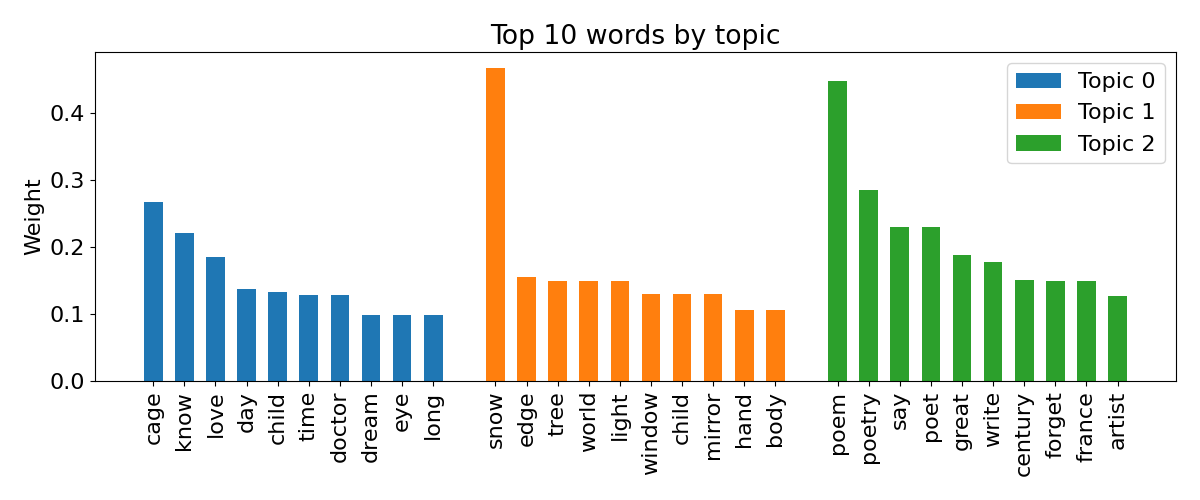 Top 10 words by topic
Weight
0.4
0.3
0.2
0.1
0.0
Topic 0
Topic 1
Topic 2
cage
know
love
day
child
time
doctor
dream
eye
long
snow
edge
tree
world
light
window
child
mirror
hand
body
poem
poetry
say
poet
great
write
century
forget
france
artist